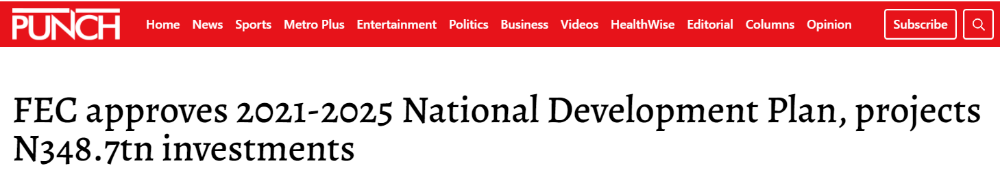 PUNCH Home News Sports Metro Plus Entertainment Politics Business Videos HealthWise Editorial Columns Opinion Subscribe
FEC approves 2021-2025 National Development Plan, projects
N348.7tn investments